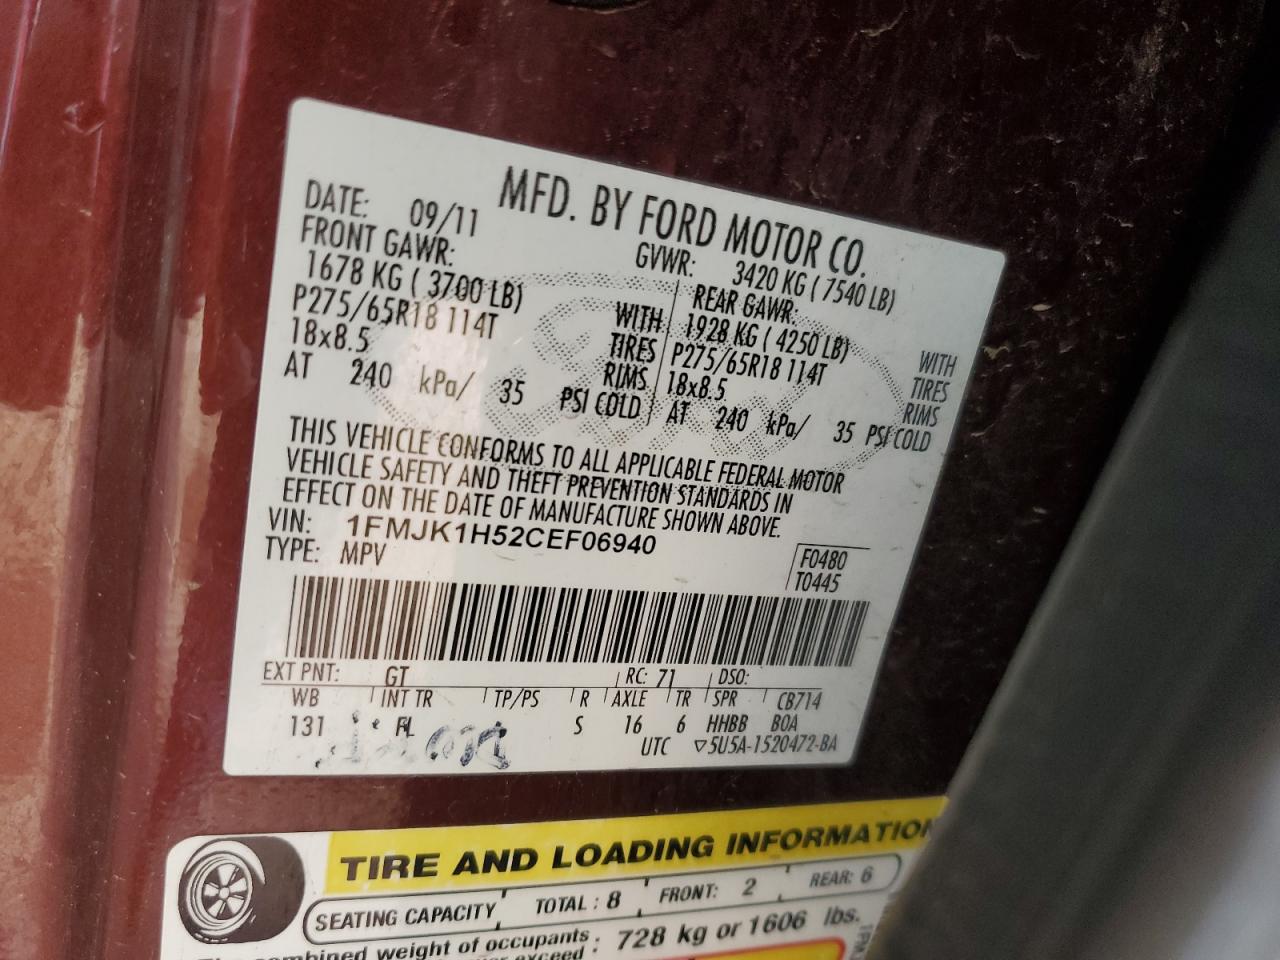 MFD. BY FORD MOTOR CO.
DATE: 09/11 GVWR: 3420 KG ( 7540 LB)
FRONT GAWR: REAR GAWR:
1678 KG ( 3700 LB) WITH 1928 KG ( 4250 LB) WITH
P275/65R18 114T TIRES P275/65R18 114T TIRES
18x8.5 RIMS 18x8.5 RIMS
AT 240 kPa/ 35 PSI COLD AT 240 kPa/ 35 PSI COLD
THIS VEHICLE CONFORMS TO ALL APPLICABLE FEDERAL MOTOR
VEHICLE SAFETY AND THEFT PREVENTION STANDARDS IN
EFFECT ON THE DATE OF MANUFACTURE SHOWN ABOVE.
VIN: 1FMJK1H52CEF06940
TYPE: MPV F0480
T0445
EXT PNT: GT RC: 71 DSO:
WB INT TR TP/PS R AXLE TR SPR CB714
131 FL S 16 6 HHBB BOA
UTC ▽5U5A-1520472-BA
TIRE AND LOADING INFORMATION
SEATING CAPACITY TOTAL : 8 FRONT: 2 REAR: 6
combined weight of occupants : 728 kg or 1606 lbs.
exceed